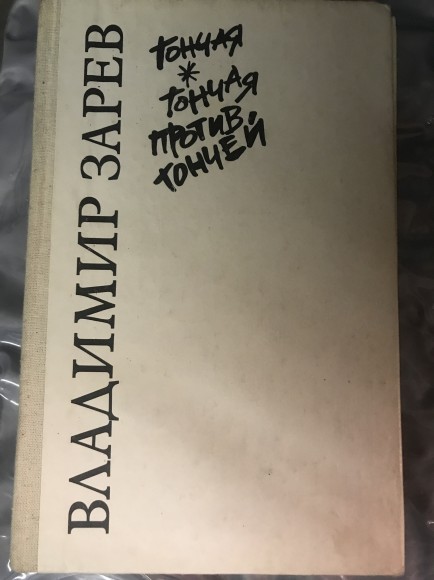 ВЛАДИМИР ЗАРЕВ
ГОНЧАЯ
*
ГОНЧАЯ
ПРОТИВ
ГОНЧЕЙ